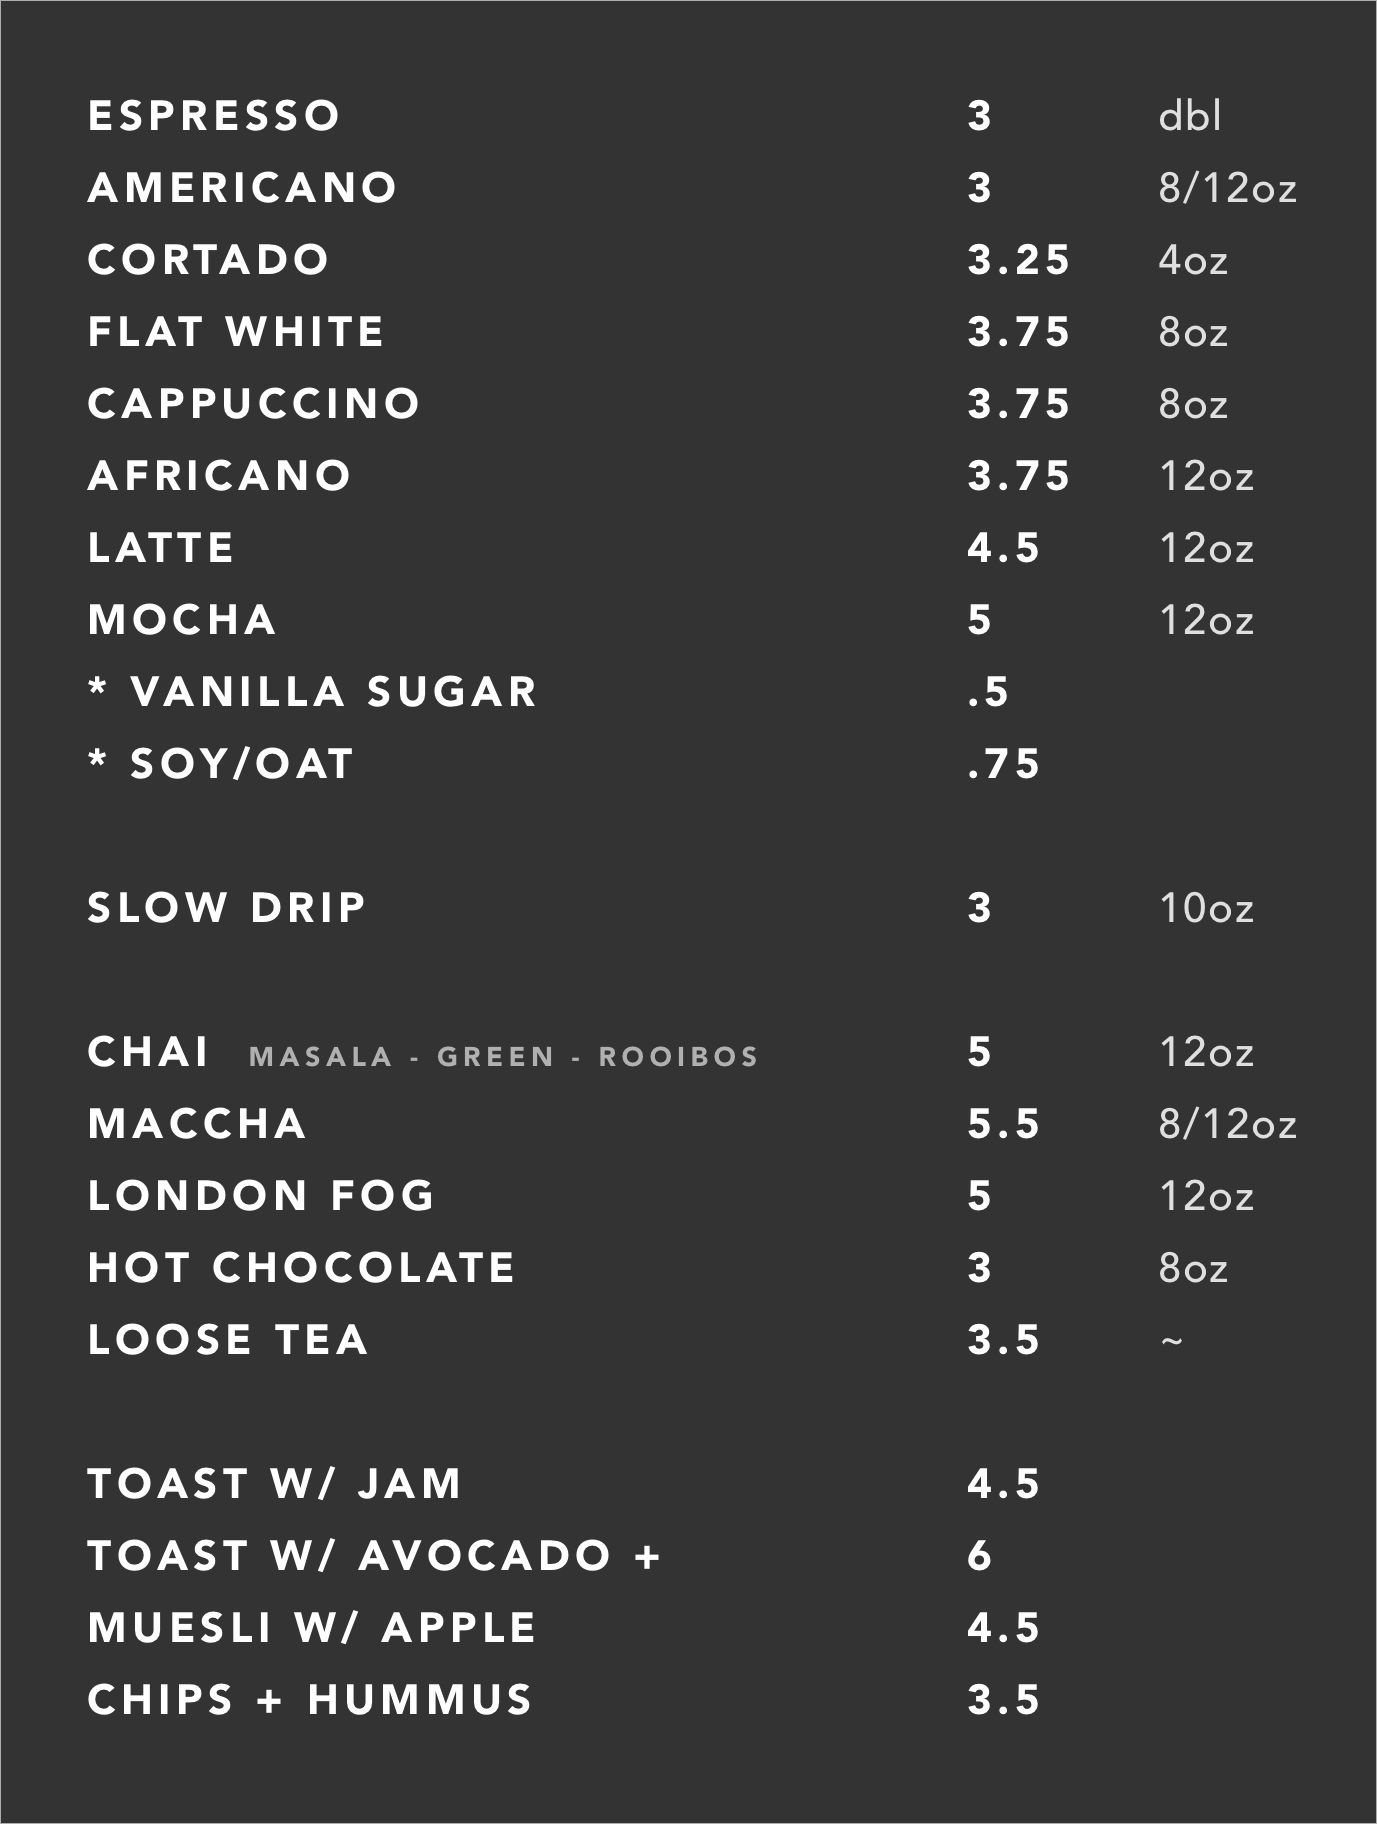 ESPRESSO 3 dbl
AMERICANO 3 8/12oz
CORTADO 3.25 4oz
FLAT WHITE 3.75 8oz
CAPPUCCINO 3.75 8oz
AFRICANO 3.75 12oz
LATTE 4.5 12oz
MOCHA 5 12oz
* VANILLA SUGAR .5
* SOY/OAT .75
SLOW DRIP 3 10oz
CHAI MASALA - GREEN - ROOIBOS 5 12oz
MACCHA 5.5 8/12oz
LONDON FOG 5 12oz
HOT CHOCOLATE 3 8oz
LOOSE TEA 3.5 ~
TOAST W/ JAM 4.5
TOAST W/ AVOCADO + 6
MUESLI W/ APPLE 4.5
CHIPS + HUMMUS 3.5